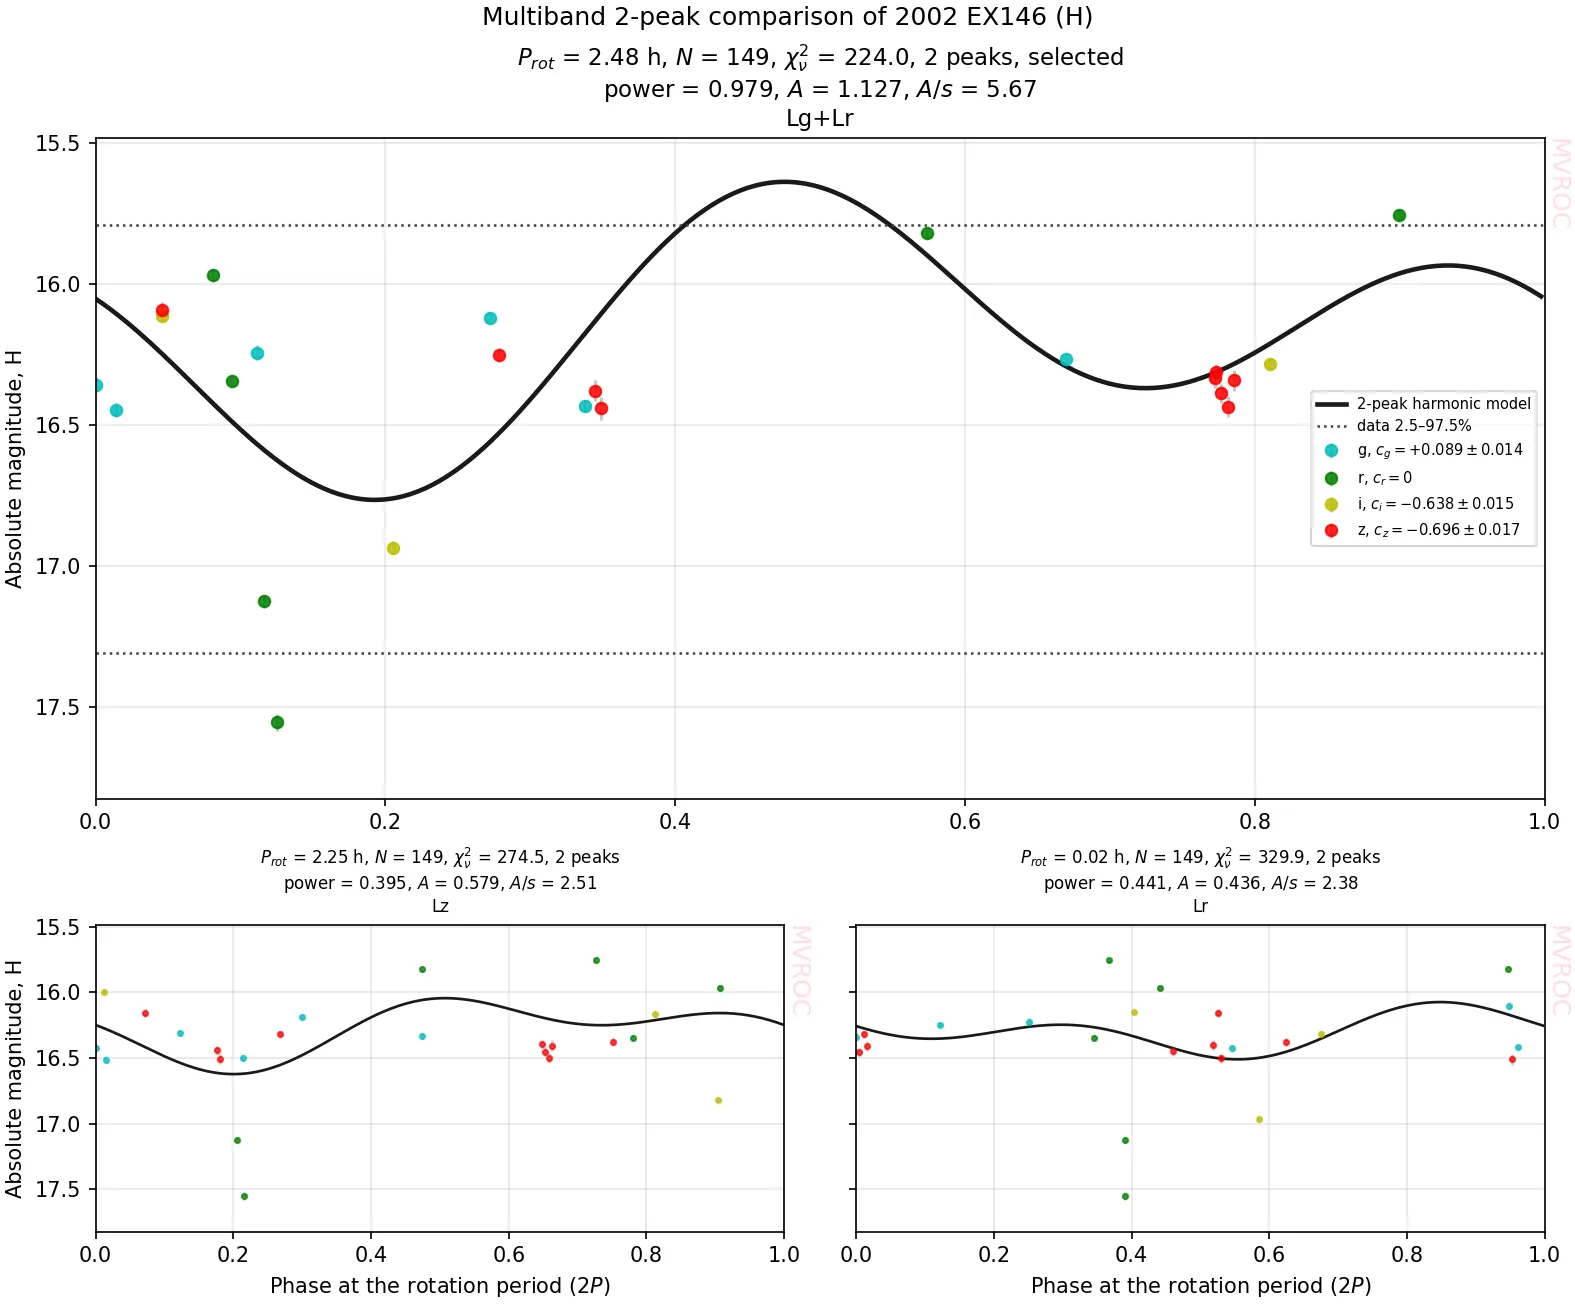 Multiband 2-peak comparison of 2002 EX146 (H)
P_rot = 2.48 h, N = 149, χ²_ν = 224.0, 2 peaks, selected
power = 0.979, A = 1.127, A/s = 5.67
Lg+Lr
MVROC
15.5
16.0
16.5
17.0
17.5
Absolute magnitude, H
2-peak harmonic model
data 2.5–97.5%
g, c_g = +0.089 ± 0.014
r, c_r = 0
i, c_i = −0.638 ± 0.015
z, c_z = −0.696 ± 0.017
0.0 0.2 0.4 0.6 0.8 1.0
P_rot = 2.25 h, N = 149, χ²_ν = 274.5, 2 peaks
power = 0.395, A = 0.579, A/s = 2.51
Lz
MVROC
15.5
16.0
16.5
17.0
17.5
Absolute magnitude, H
0.0 0.2 0.4 0.6 0.8 1.0
Phase at the rotation period (2P)
P_rot = 0.02 h, N = 149, χ²_ν = 329.9, 2 peaks
power = 0.441, A = 0.436, A/s = 2.38
Lr
MVROC
0.0 0.2 0.4 0.6 0.8 1.0
Phase at the rotation period (2P)